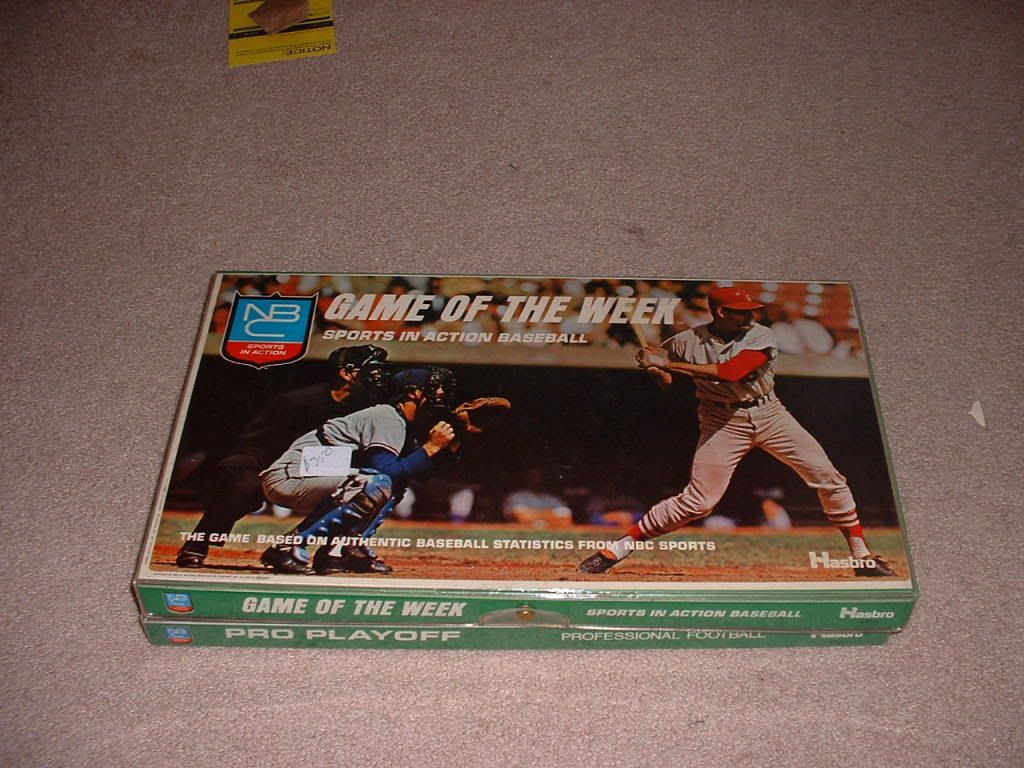 NOTICE:
NBC
SPORTS
IN ACTION
GAME OF THE WEEK
SPORTS IN ACTION BASEBALL
THE GAME BASED ON AUTHENTIC BASEBALL STATISTICS FROM NBC SPORTS
Hasbro
GAME OF THE WEEK
SPORTS IN ACTION BASEBALL
Hasbro
PRO PLAYOFF
PROFESSIONAL FOOTBALL
Hasbro